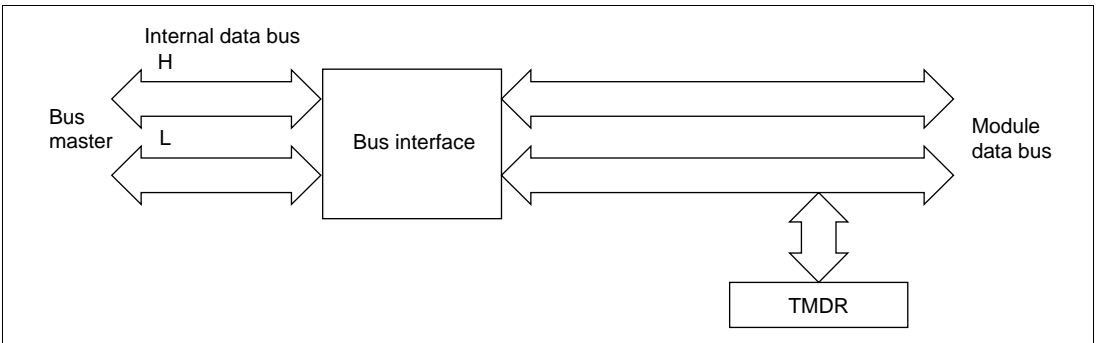 Internal data bus
H
Bus
master
L
Bus interface
Module
data bus
TMDR